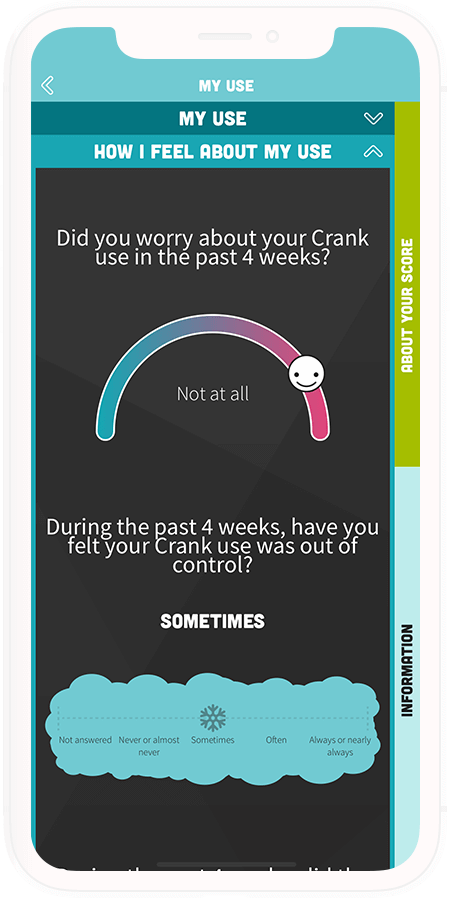 MY USE
MY USE
HOW I FEEL ABOUT MY USE
Did you worry about your Crank
use in the past 4 weeks?
Not at all
During the past 4 weeks, have you
felt your Crank use was out of
control?
SOMETIMES
Not answered
Never or almost
never
Sometimes
Often
Always or nearly
always
ABOUT YOUR SCORE
INFORMATION